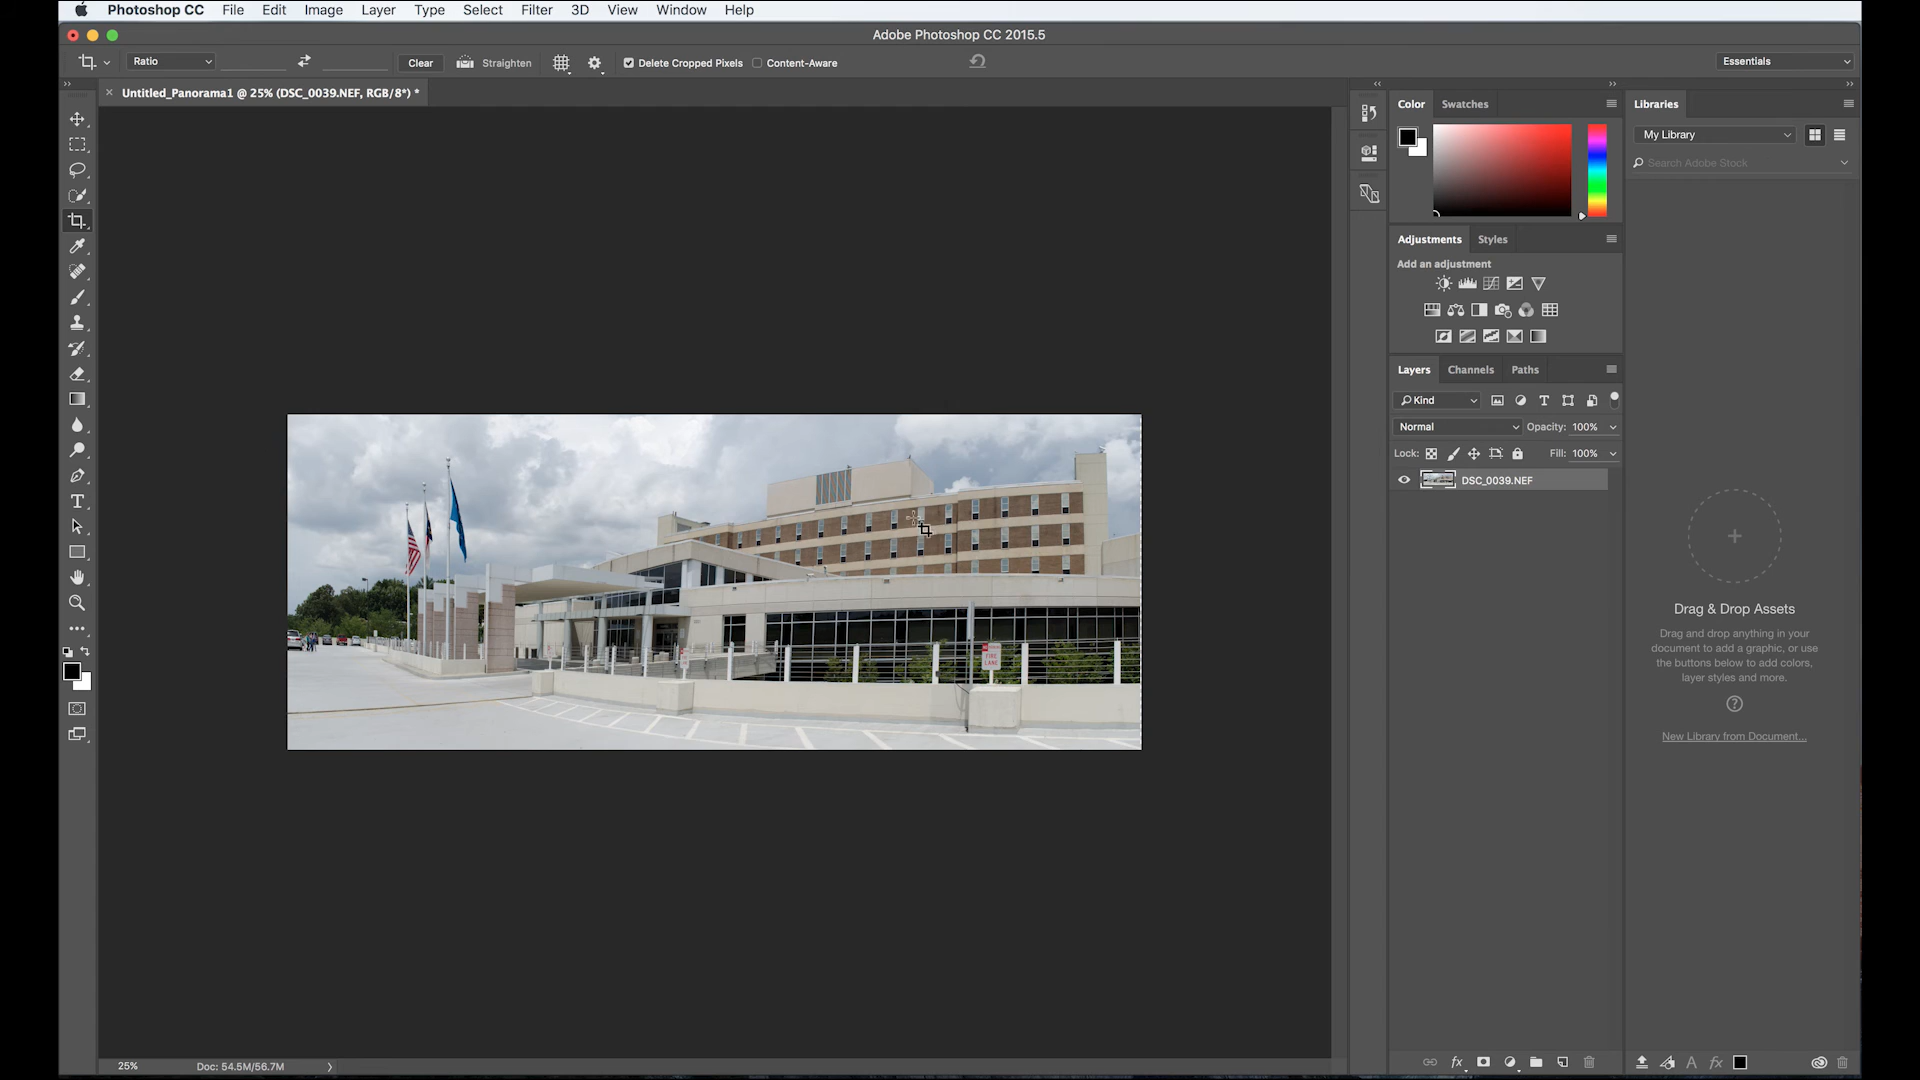 Photoshop CC File Edit Image Layer Type Select Filter 3D View Window Help
Adobe Photoshop CC 2015.5
Ratio Clear Straighten Delete Cropped Pixels Content-Aware Essentials
× Untitled_Panorama1 @ 25% (DSC_0039.NEF, RGB/8*) *
Color Swatches
Libraries
My Library
Search Adobe Stock
Adjustments Styles
Add an adjustment
Layers Channels Paths
Kind
Normal Opacity: 100%
Lock: Fill: 100%
DSC_0039.NEF
FIRE
LANE
Drag & Drop Assets
Drag and drop anything in your
document to add a graphic, or use
the buttons below to add colors,
layer styles and more.
?
New Library from Document...
25% Doc: 54.5M/56.7M